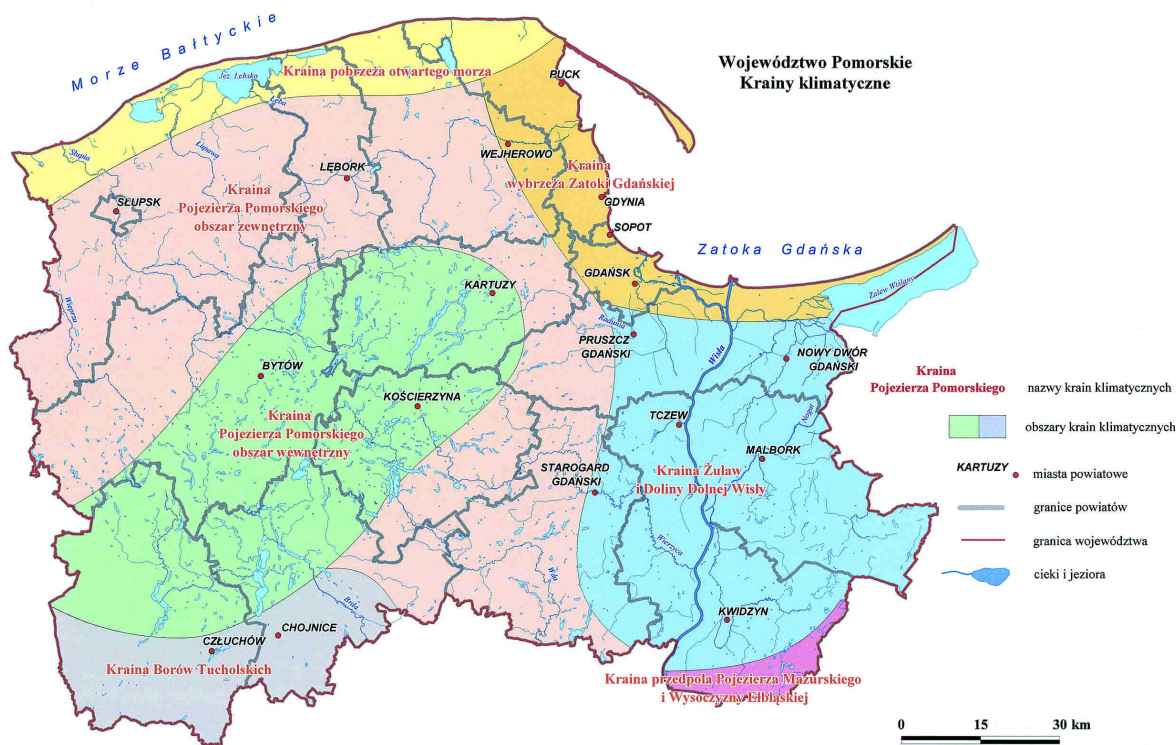 Morze Bałtyckie
Województwo Pomorskie
Krainy klimatyczne
Jez. Łebsko
Kraina pobrzeża otwartego morza
PUCK
Łeba
Słupia
Łupawa
WEJHEROWO
LĘBORK
Kraina
wybrzeża Zatoki Gdańskiej
Kraina
Pojezierza Pomorskiego
obszar zewnętrzny
SŁUPSK
GDYNIA
SOPOT
Zatoka Gdańska
GDAŃSK
KARTUZY
Zalew Wiślany
Wieprza
Radunia
PRUSZCZ
GDAŃSKI
Wisła
NOWY DWÓR
GDAŃSKI
BYTÓW
KOŚCIERZYNA
Kraina
Pojezierza Pomorskiego
obszar wewnętrzny
TCZEW
Nogat
MALBORK
STAROGARD
GDAŃSKI
Kraina Żuław
i Doliny Dolnej Wisły
Wierzyca
Wda
Brda
KWIDZYN
CHOJNICE
CZŁUCHÓW
Kraina Borów Tucholskich
Kraina przedpola Pojezierza Mazurskiego
i Wysoczyzny Elbląskiej
Kraina
Pojezierza Pomorskiego
nazwy krain klimatycznych
obszary krain klimatycznych
KARTUZY
miasta powiatowe
granice powiatów
granica województwa
cieki i jeziora
0 15 30 km